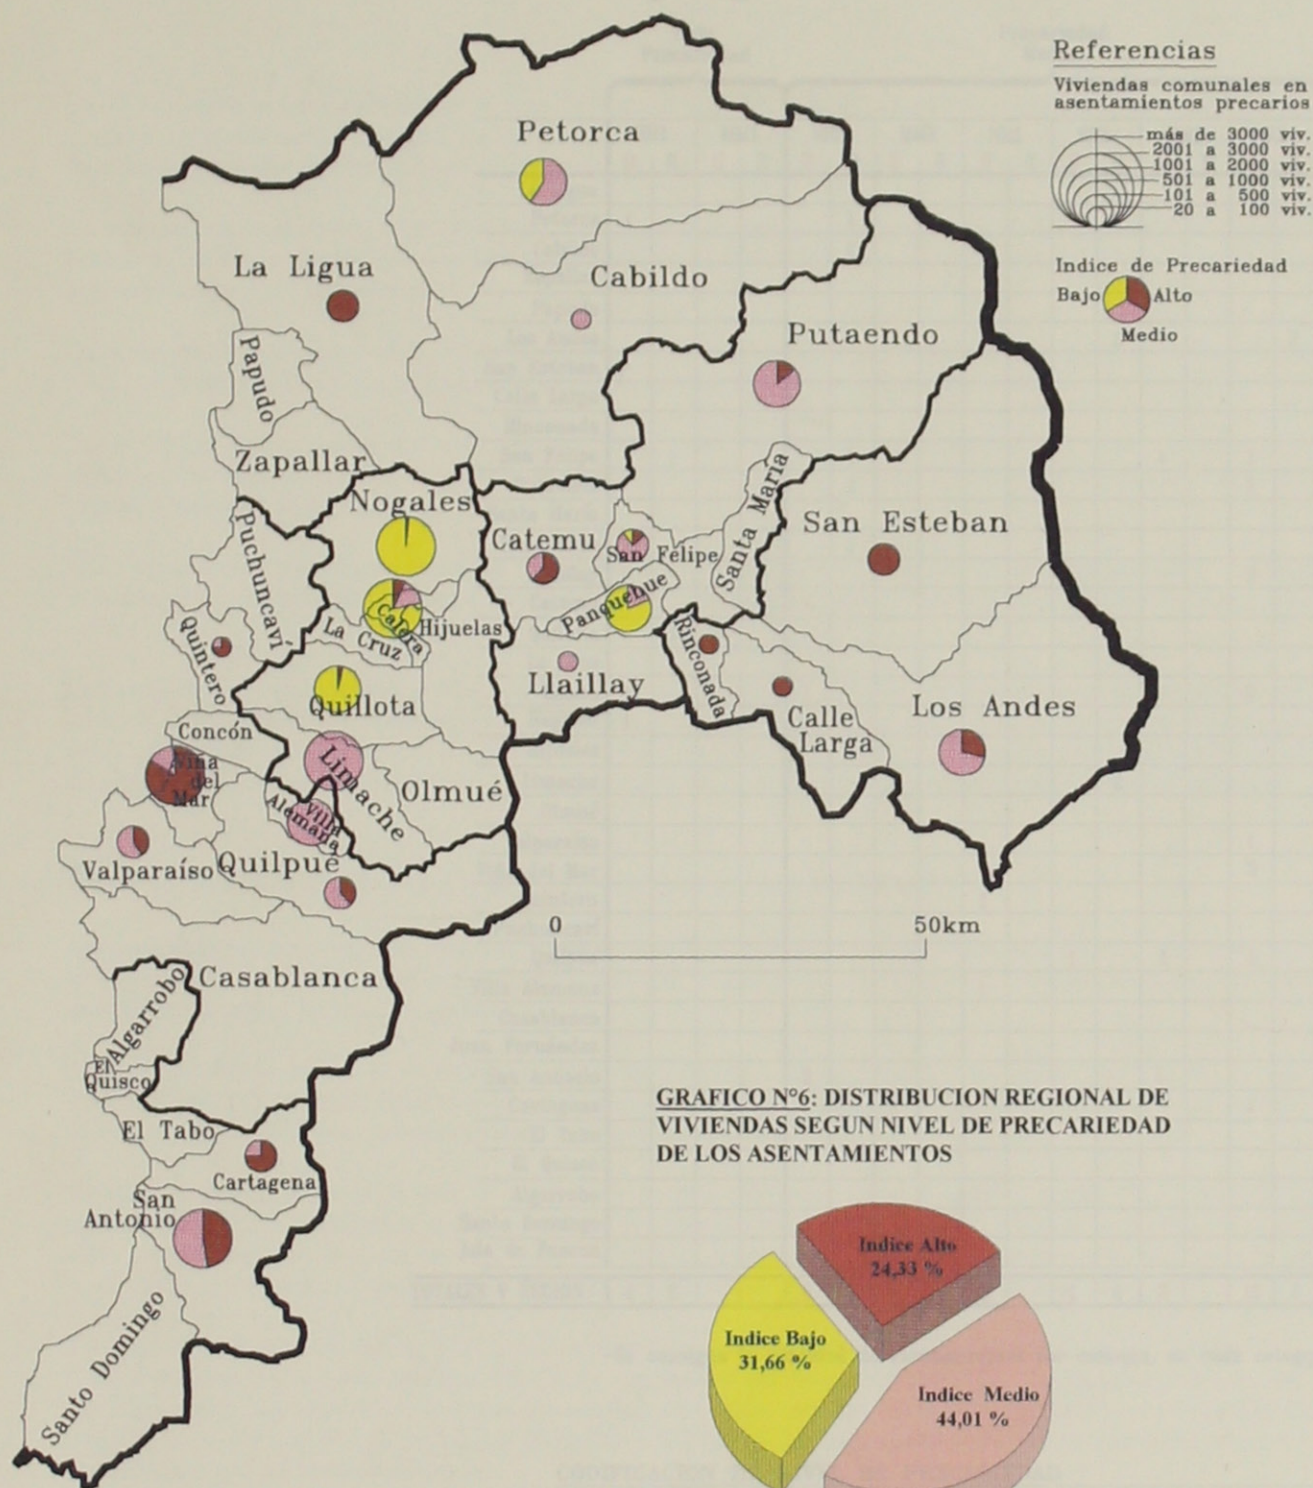 Referencias
Viviendas comunales en
asentamientos precarios
más de 3000 viv.
2001 a 3000 viv.
1001 a 2000 viv.
501 a 1000 viv.
101 a 500 viv.
20 a 100 viv.
Indice de Precariedad
Bajo
Alto
Medio
Petorca
La Ligua
Cabildo
Papudo
Putaendo
Zapallar
Nogales
Catemu
San Felipe
Santa María
San Esteban
Puchuncaví
Panquehue
Calera
La Cruz
Hijuelas
Quintero
Rinconada
Llaillay
Quillota
Calle
Larga
Los Andes
Concón
Viña
del
Mar
Limache
Olmué
Villa
Alemana
Valparaíso
Quilpué
0
50km
Casablanca
Algarrobo
El
Quisco
El Tabo
Cartagena
San
Antonio
Santo Domingo
GRAFICO N°6: DISTRIBUCION REGIONAL DE
VIVIENDAS SEGUN NIVEL DE PRECARIEDAD
DE LOS ASENTAMIENTOS
Indice Alto
24,33 %
Indice Bajo
31,66 %
Indice Medio
44,01 %